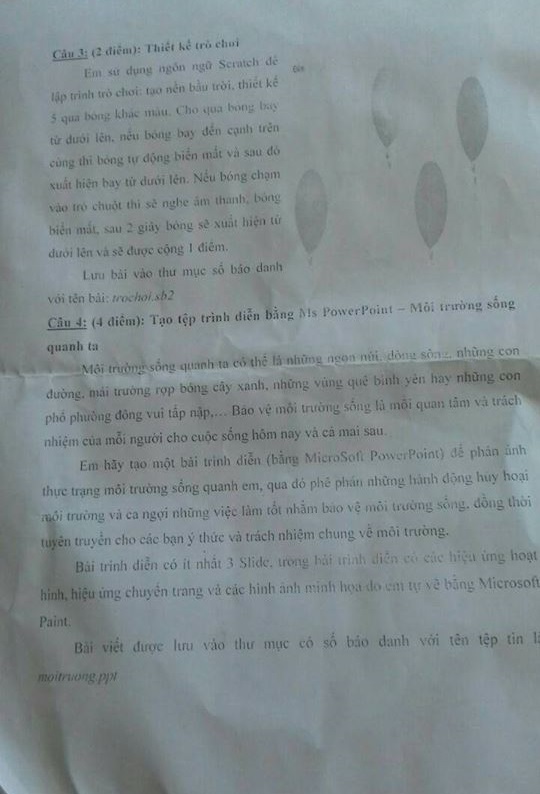 Câu 3: (2 điểm): Thiết kế trò chơi
Em sử dụng ngôn ngữ Scratch để
lập trình trò chơi: tạo nền bầu trời, thiết kế
5 quả bóng khác màu. Cho quả bóng bay
từ dưới lên, nếu bóng bay đến cạnh trên
cùng thì bóng tự động biến mất và sau đó
xuất hiện bay từ dưới lên. Nếu bóng chạm
vào trỏ chuột thì sẽ nghe âm thanh, bóng
biến mất, sau 2 giây bóng sẽ xuất hiện từ
dưới lên và sẽ được cộng 1 điểm.
Lưu bài vào thư mục số báo danh
với tên bài: trochoi.sb2
Câu 4: (4 điểm): Tạo tệp trình diễn bằng Ms PowerPoint – Môi trường sống
quanh ta
Môi trường sống quanh ta có thể là những ngọn núi, dòng sông, những con
đường, mái trường rợp bóng cây xanh, những vùng quê bình yên hay những con
phố phường đông vui tấp nập,... Bảo vệ môi trường sống là mối quan tâm và trách
nhiệm của mỗi người cho cuộc sống hôm nay và cả mai sau.
Em hãy tạo một bài trình diễn (bằng MicroSoft PowerPoint) để phản ánh
thực trạng môi trường sống quanh em, qua đó phê phán những hành động hủy hoại
môi trường và ca ngợi những việc làm tốt nhằm bảo vệ môi trường sống, đồng thời
tuyên truyền cho các bạn ý thức và trách nhiệm chung về môi trường.
Bài trình diễn có ít nhất 3 Slide, trong bài trình diễn có các hiệu ứng hoạt
hình, hiệu ứng chuyển trang và các hình ảnh minh họa do em tự vẽ bằng Microsoft
Paint.
Bài viết được lưu vào thư mục có số báo danh với tên tệp tin là
moitruong.ppt